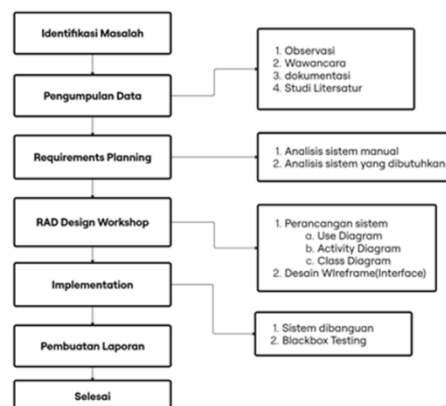 Identifikasi Masalah
1. Observasi
2. Wawancara
3. dokumentasi
4. Studi Litersatur
Pengumpulan Data
Requirements Planning
1. Analisis sistem manual
2. Analisis sistem yang dibutuhkan
RAD Design Workshop
1. Perancangan sistem
a. Use Diagram
b. Activity Diagram
c. Class Diagram
2. Desain WIreframe(Interface)
Implementation
1. Sistem dibanguan
2. Blackbox Testing
Pembuatan Laporan
Selesai